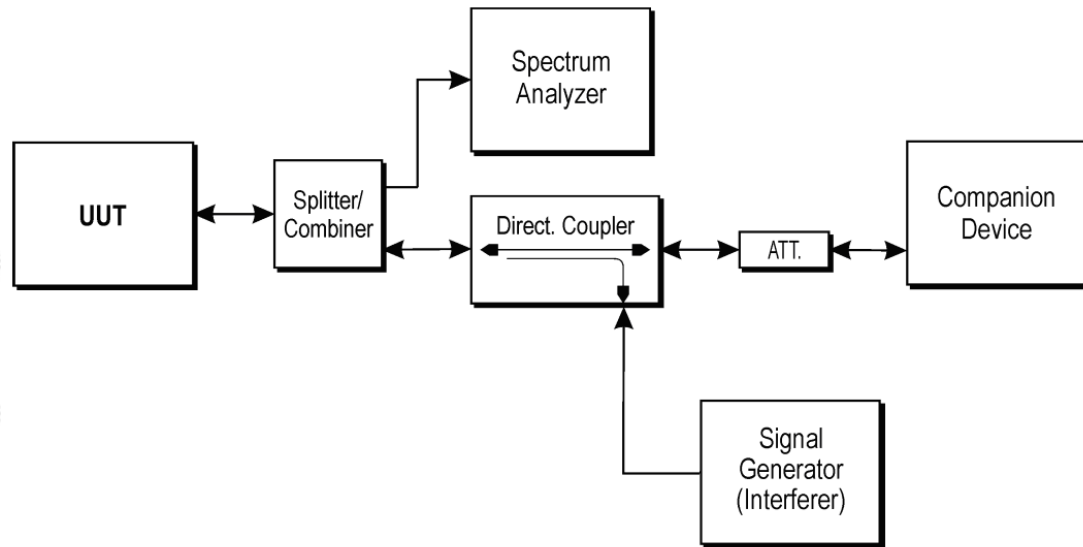 Spectrum
Analyzer
UUT
Splitter/
Combiner
Direct. Coupler
ATT.
Companion
Device
Signal
Generator
(Interferer)